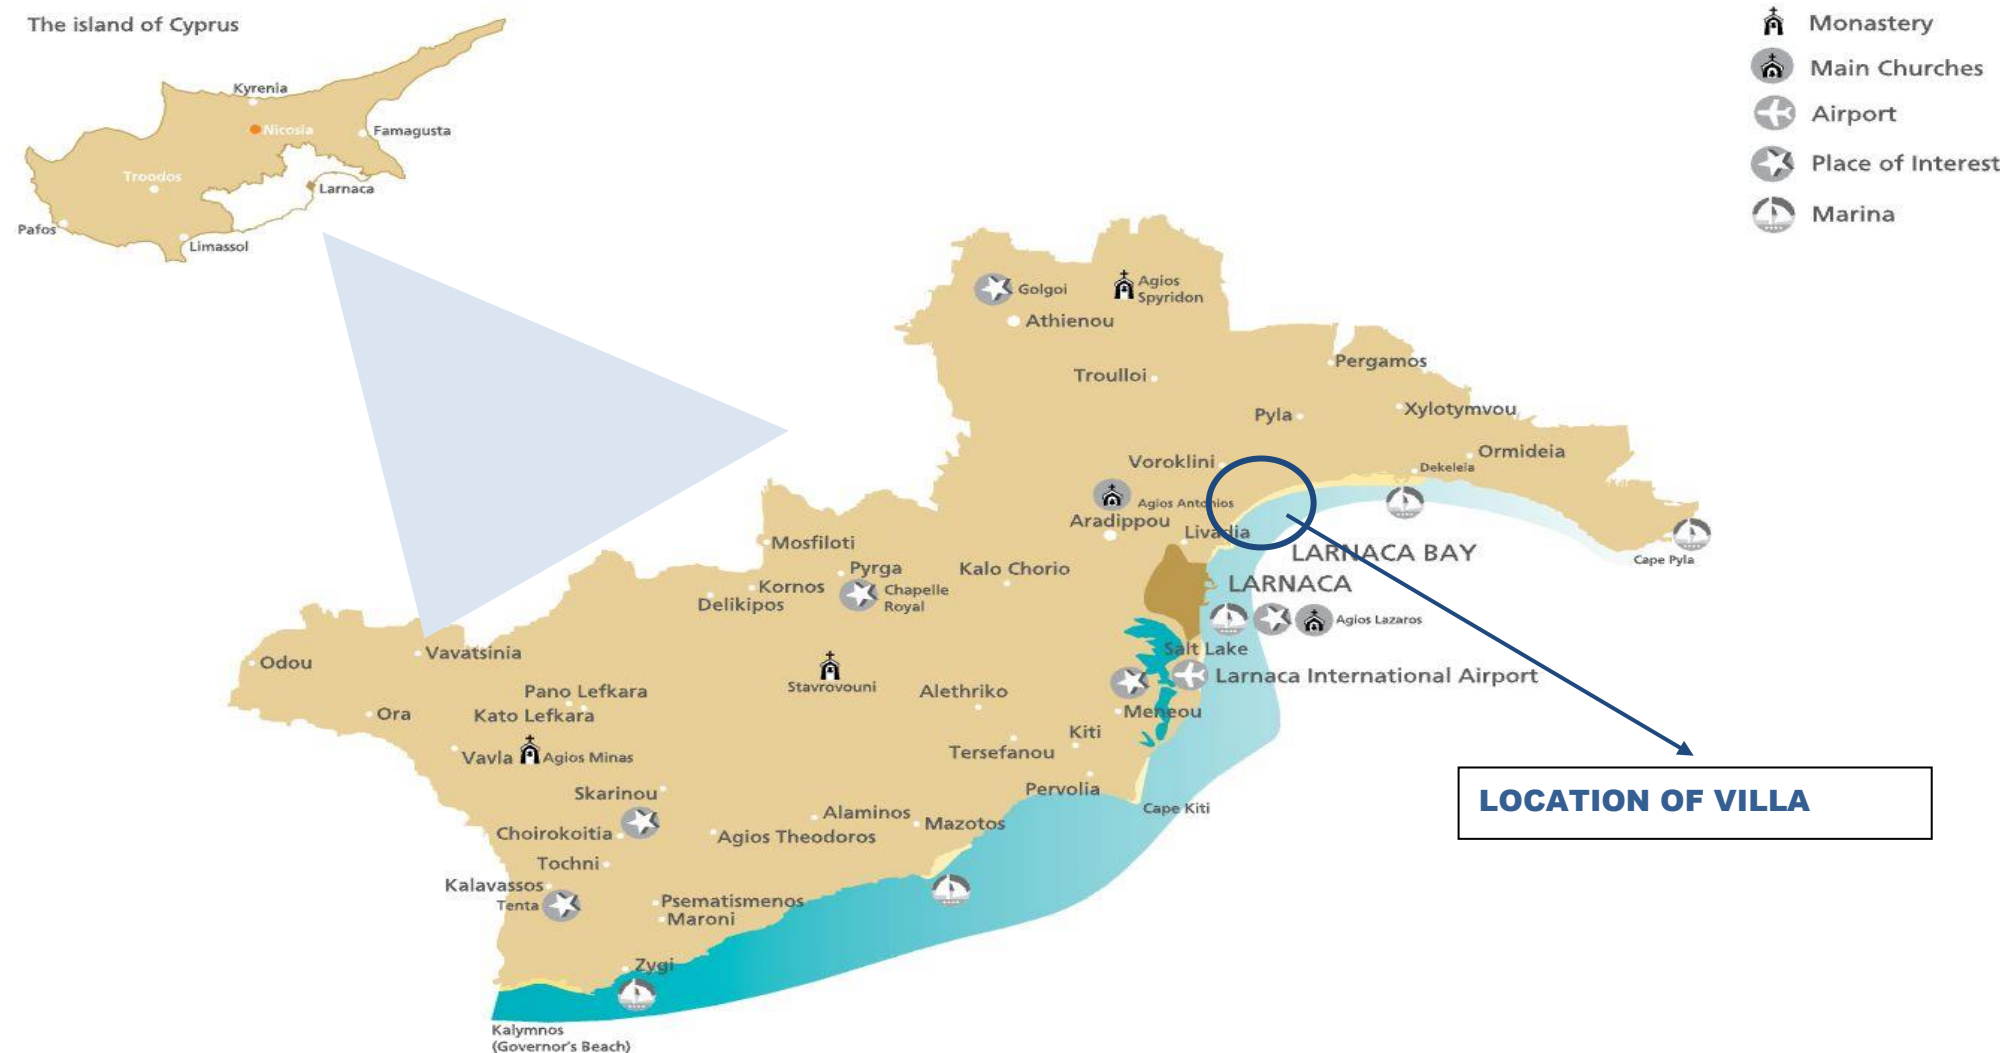 The island of Cyprus
Kyrenia
Nicosia
Famagusta
Troodos
Larnaca
Pafos
Limassol
Monastery
Main Churches
Airport
Place of Interest
Marina
Golgoi
Agios
Spyridon
Athienou
Troulloi
Pergamos
Pyla
Xylotymvou
Voroklini
Ormideia
Dekeleia
Agios Antonios
Aradippou
Livadia
Mosfiloti
LARNACA BAY
Cape Pyla
Pyrga
Kalo Chorio
Kornos
Chapelle
Royal
LARNACA
Delikipos
Agios Lazaros
Odou
Vavatsinia
Salt Lake
Stavrovouni
Larnaca International Airport
Pano Lefkara
Alethriko
Ora
Kato Lefkara
Meneou
Kiti
Vavla
Agios Minas
Tersefanou
Skarinou
Pervolia
LOCATION OF VILLA
Cape Kiti
Alaminos
Mazotos
Choirokoitia
Agios Theodoros
Tochni
Kalavassos
Tenta
Psematismenos
Maroni
Zygi
Kalymnos
(Governor's Beach)